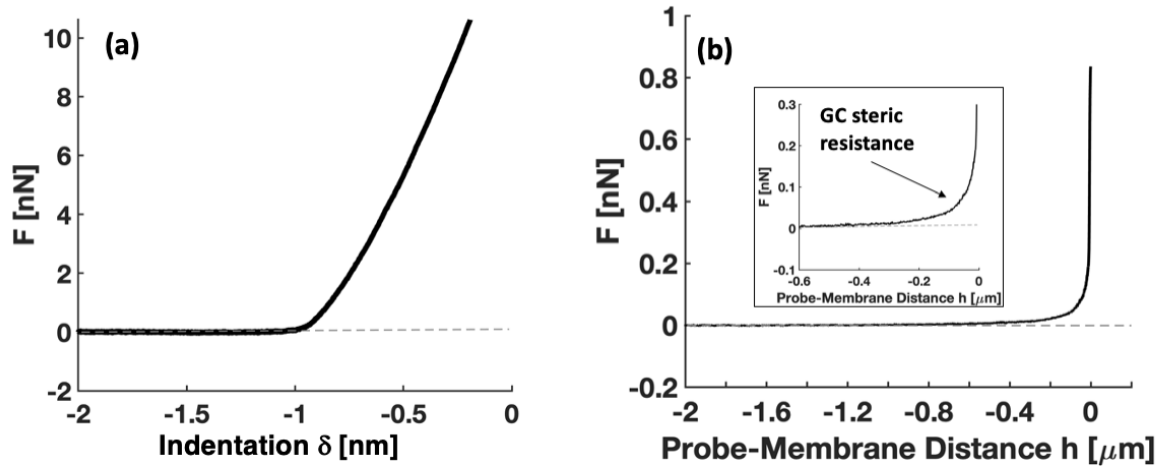 (a)
F [nN]
10
8
6
4
2
0
-2
-2 -1.5 -1 -0.5 0
Indentation δ [nm]
(b)
F [nN]
1
0.8
0.6
0.4
0.2
0
-0.2
-2 -1.6 -1.2 -0.8 -0.4 0
Probe-Membrane Distance h [μm]
GC steric
resistance
F [nN]
0.3
0.2
0.1
0
-0.1
-0.6 -0.4 -0.2 0
Probe-Membrane Distance h [μm]